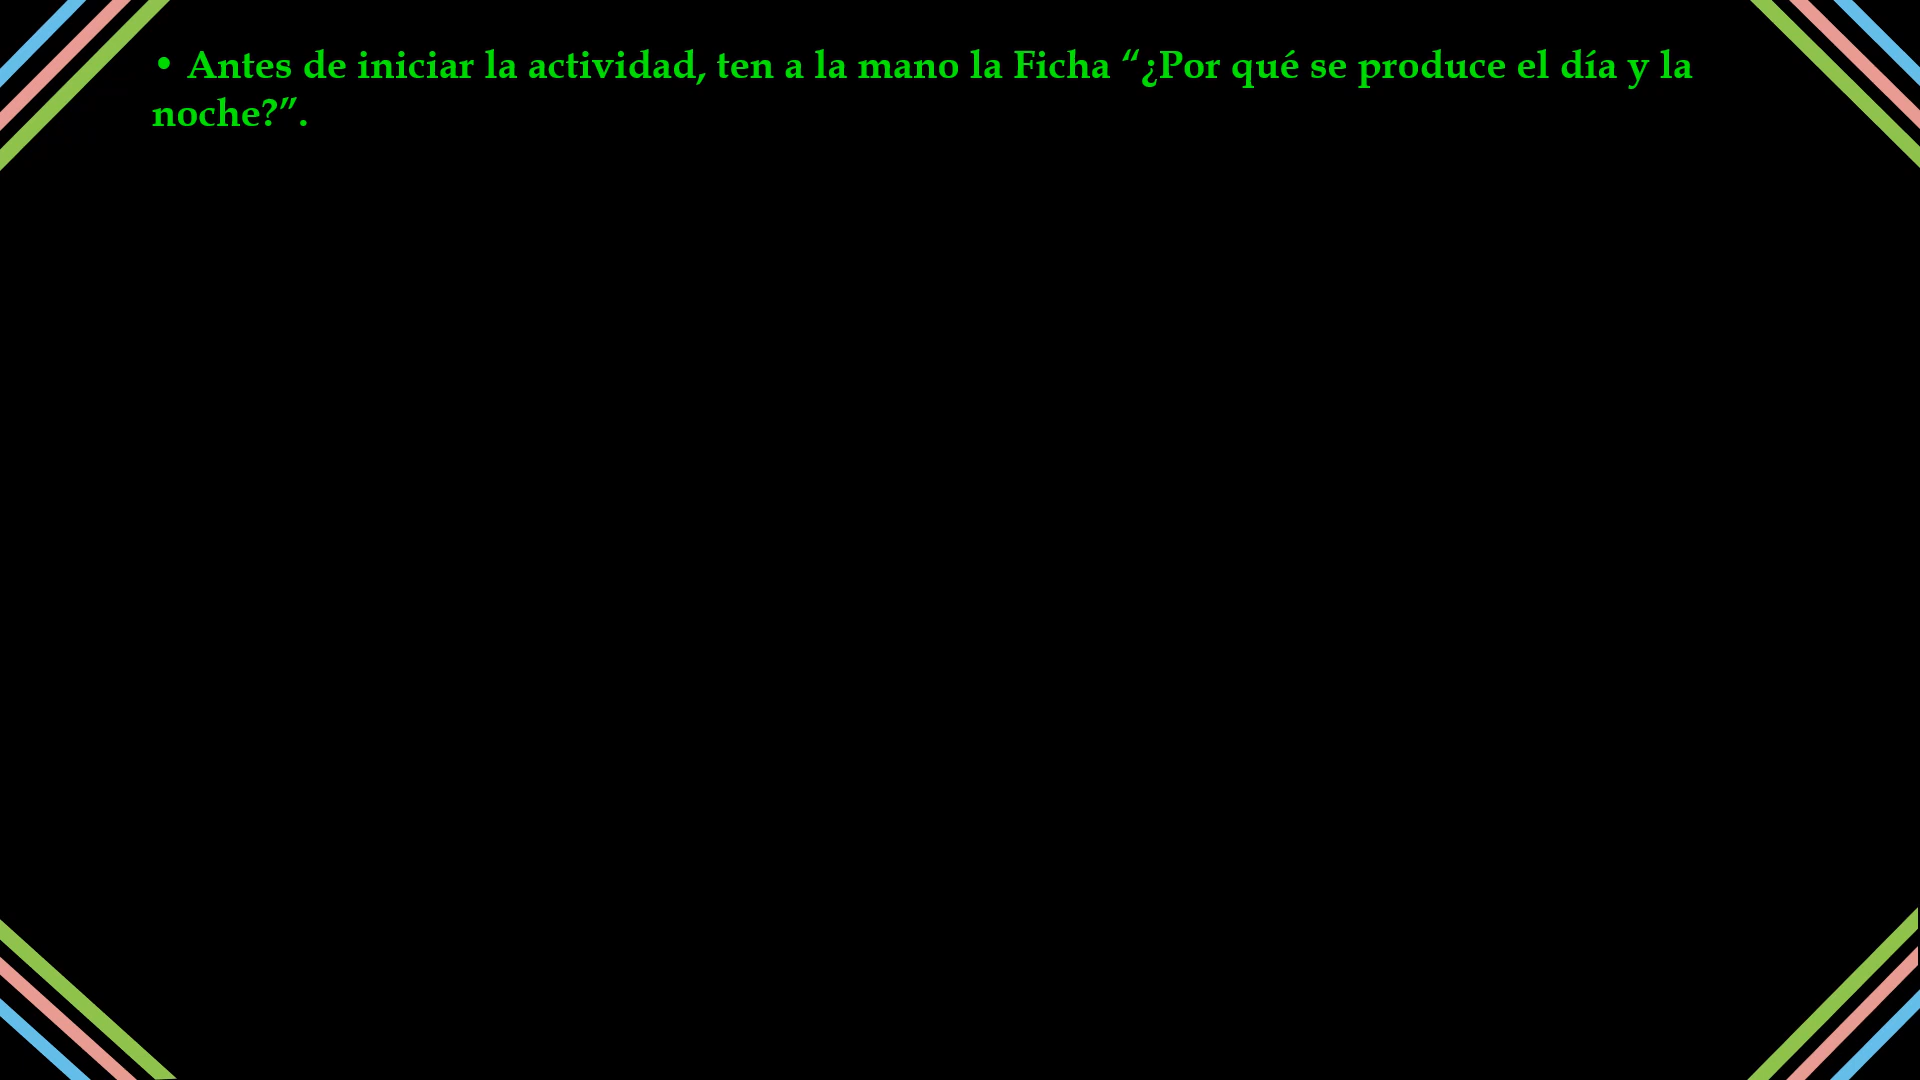 • Antes de iniciar la actividad, ten a la mano la Ficha “¿Por qué se produce el día y la
noche?”.